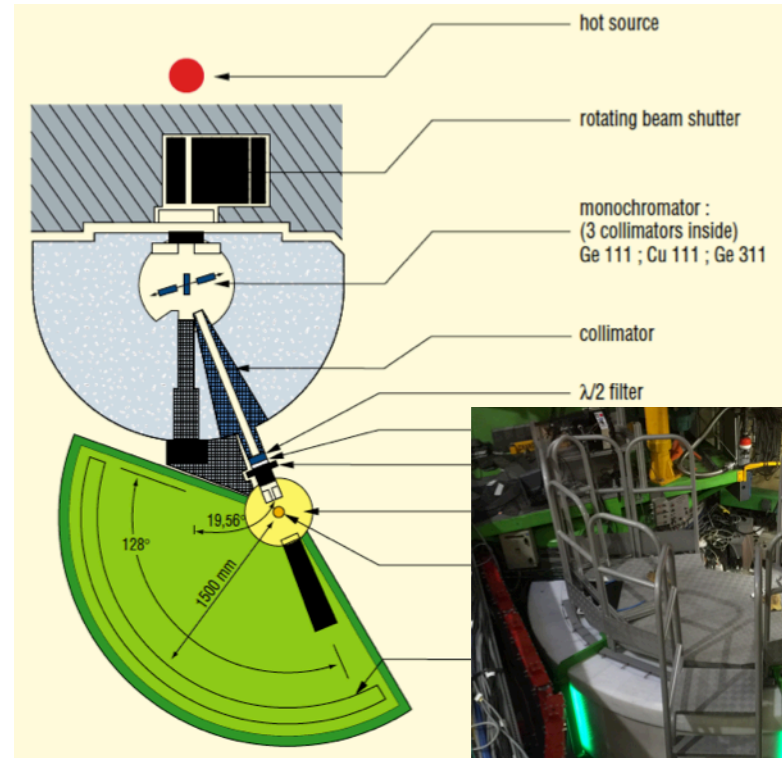 hot source
rotating beam shutter
monochromator :
(3 collimators inside)
Ge 111 ; Cu 111 ; Ge 311
collimator
λ/2 filter
19,56°
128°
1500 mm